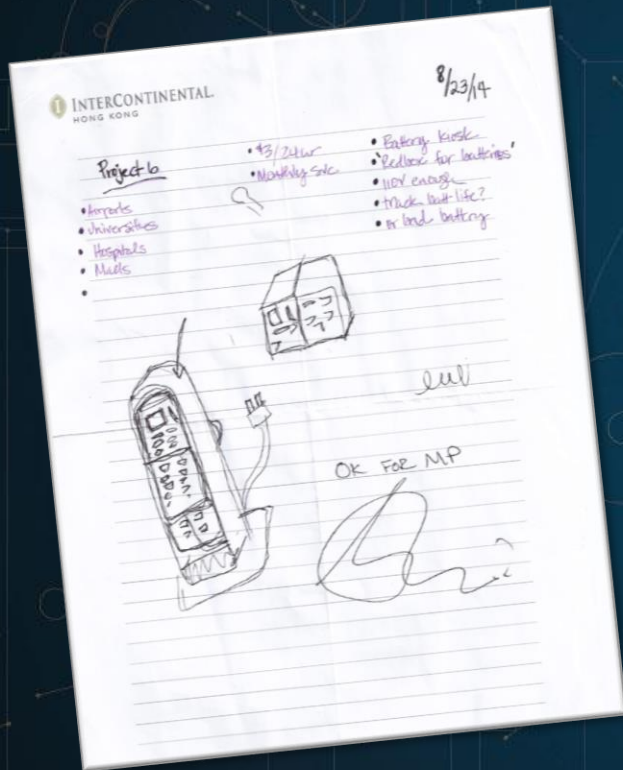 INTERCONTINENTAL.
HONG KONG
8/23/14
Project 6
• Airports
• Universities
• Hospitals
• Malls
•
• $3/24hr
• Monthly svc
• Battery Kiosk
• "Redbox for batteries"
• 110V enough
• track batt life?
• or lend battery
OK FOR MP